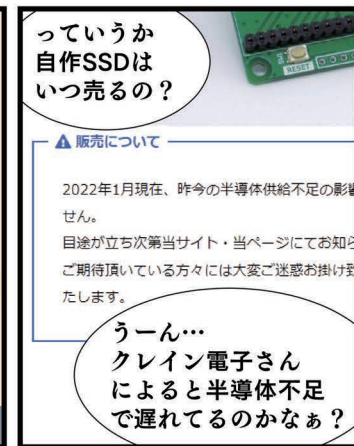 っていうか
自作SSDは
いつ売るの？
RESET
販売について
2022年1月現在、昨今の半導体供給不足の影響
せん。
目途が立ち次第当サイト・当ページにてお知ら
ご期待頂いている方々には大変ご迷惑お掛け致
たします。
うーん…
クレイン電子さん
によると半導体不足
で遅れてるのかなぁ？